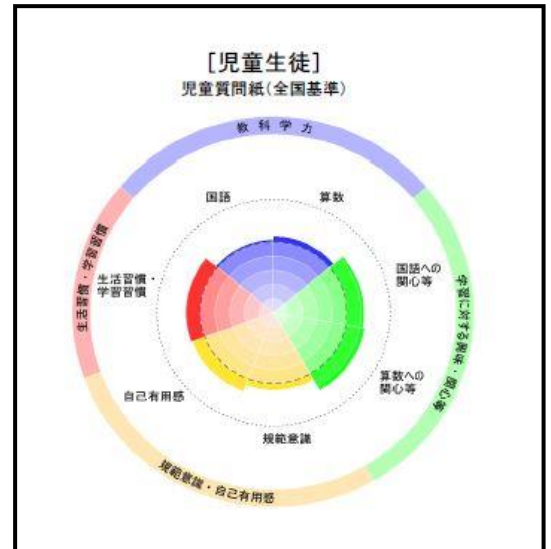 [児童生徒]
児童質問紙(全国基準)
教科学力
国語
算数
生活習慣・学習習慣
生活習慣・
学習習慣
国語への
関心等
学習に対する興味・関心等
算数への
関心等
自己有用感
規範意識
規範意識・自己有用感